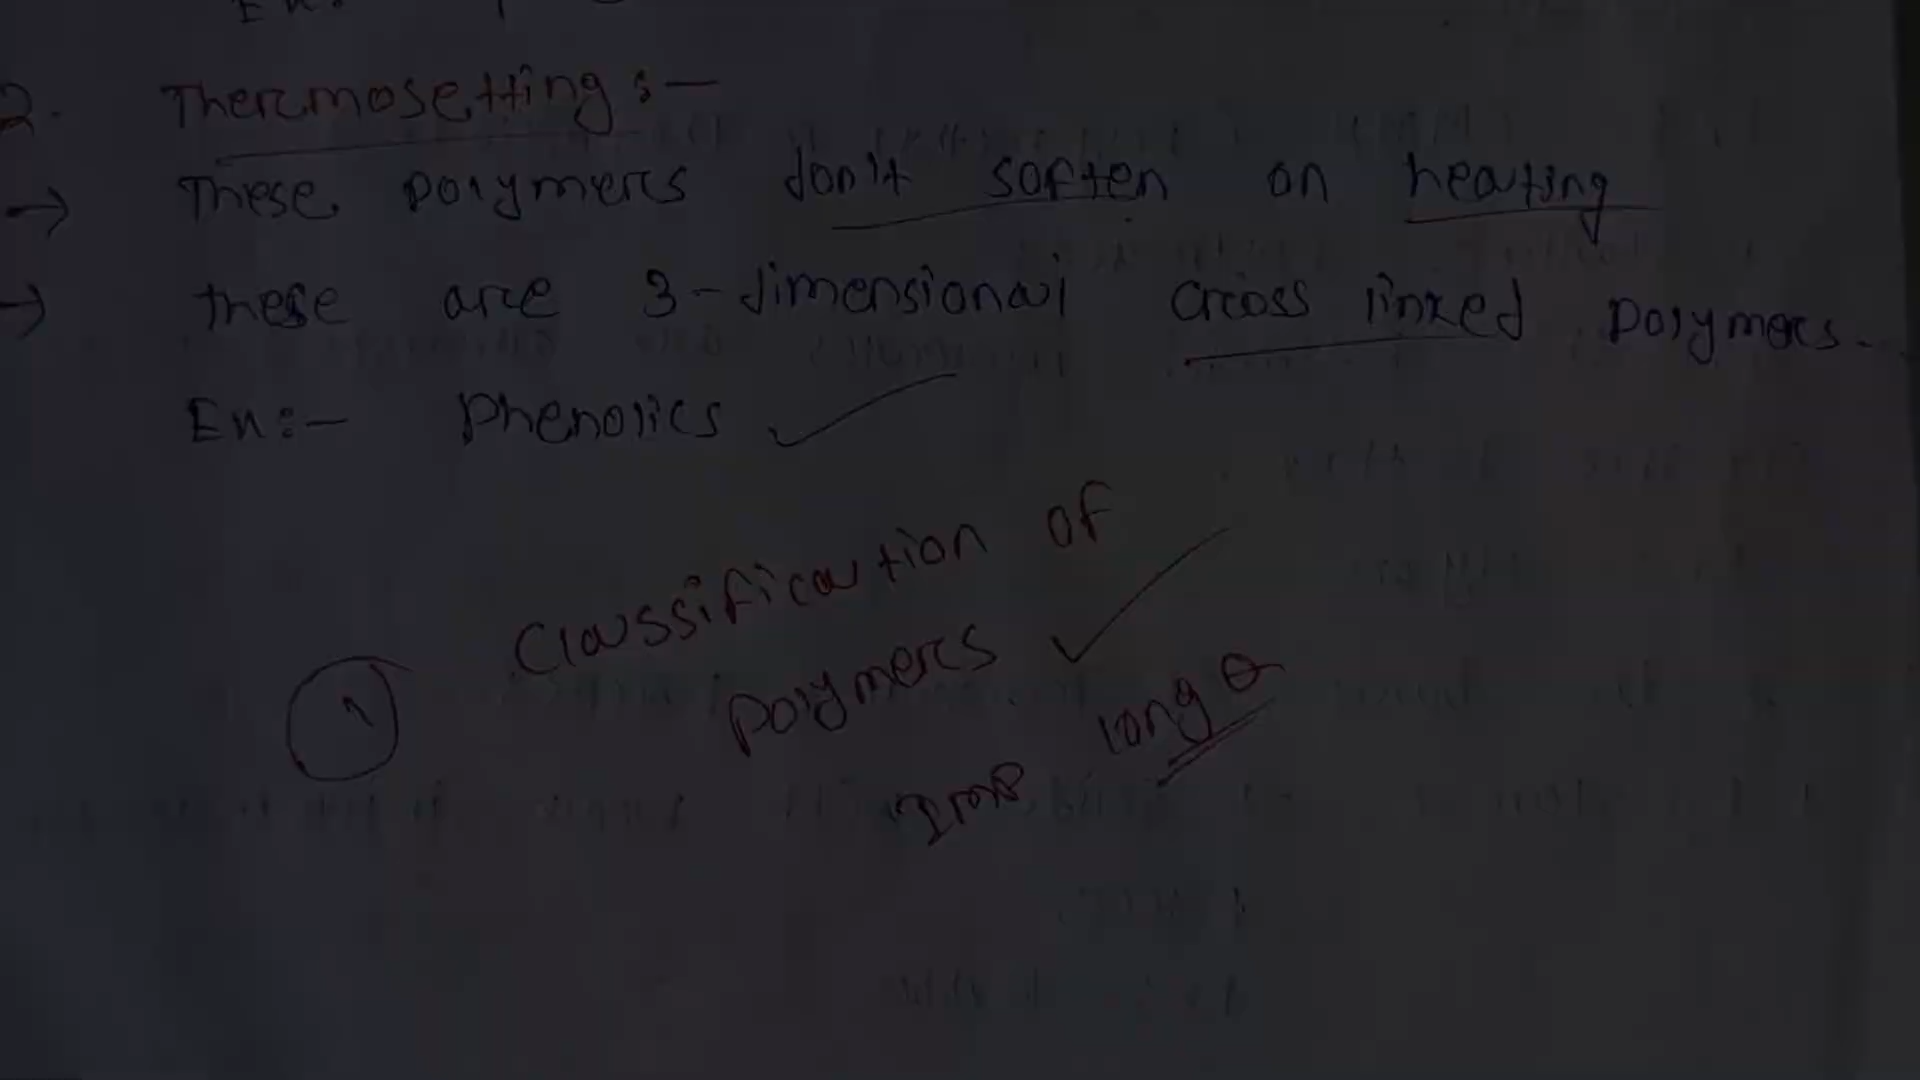 2. Thermosetting :-
→ These polymers don't soften on heating
→ these are 3-dimensional cross linked polymers.
Ex:- Phenolics ✓
Classification of
polymers ✓
Imp long Q